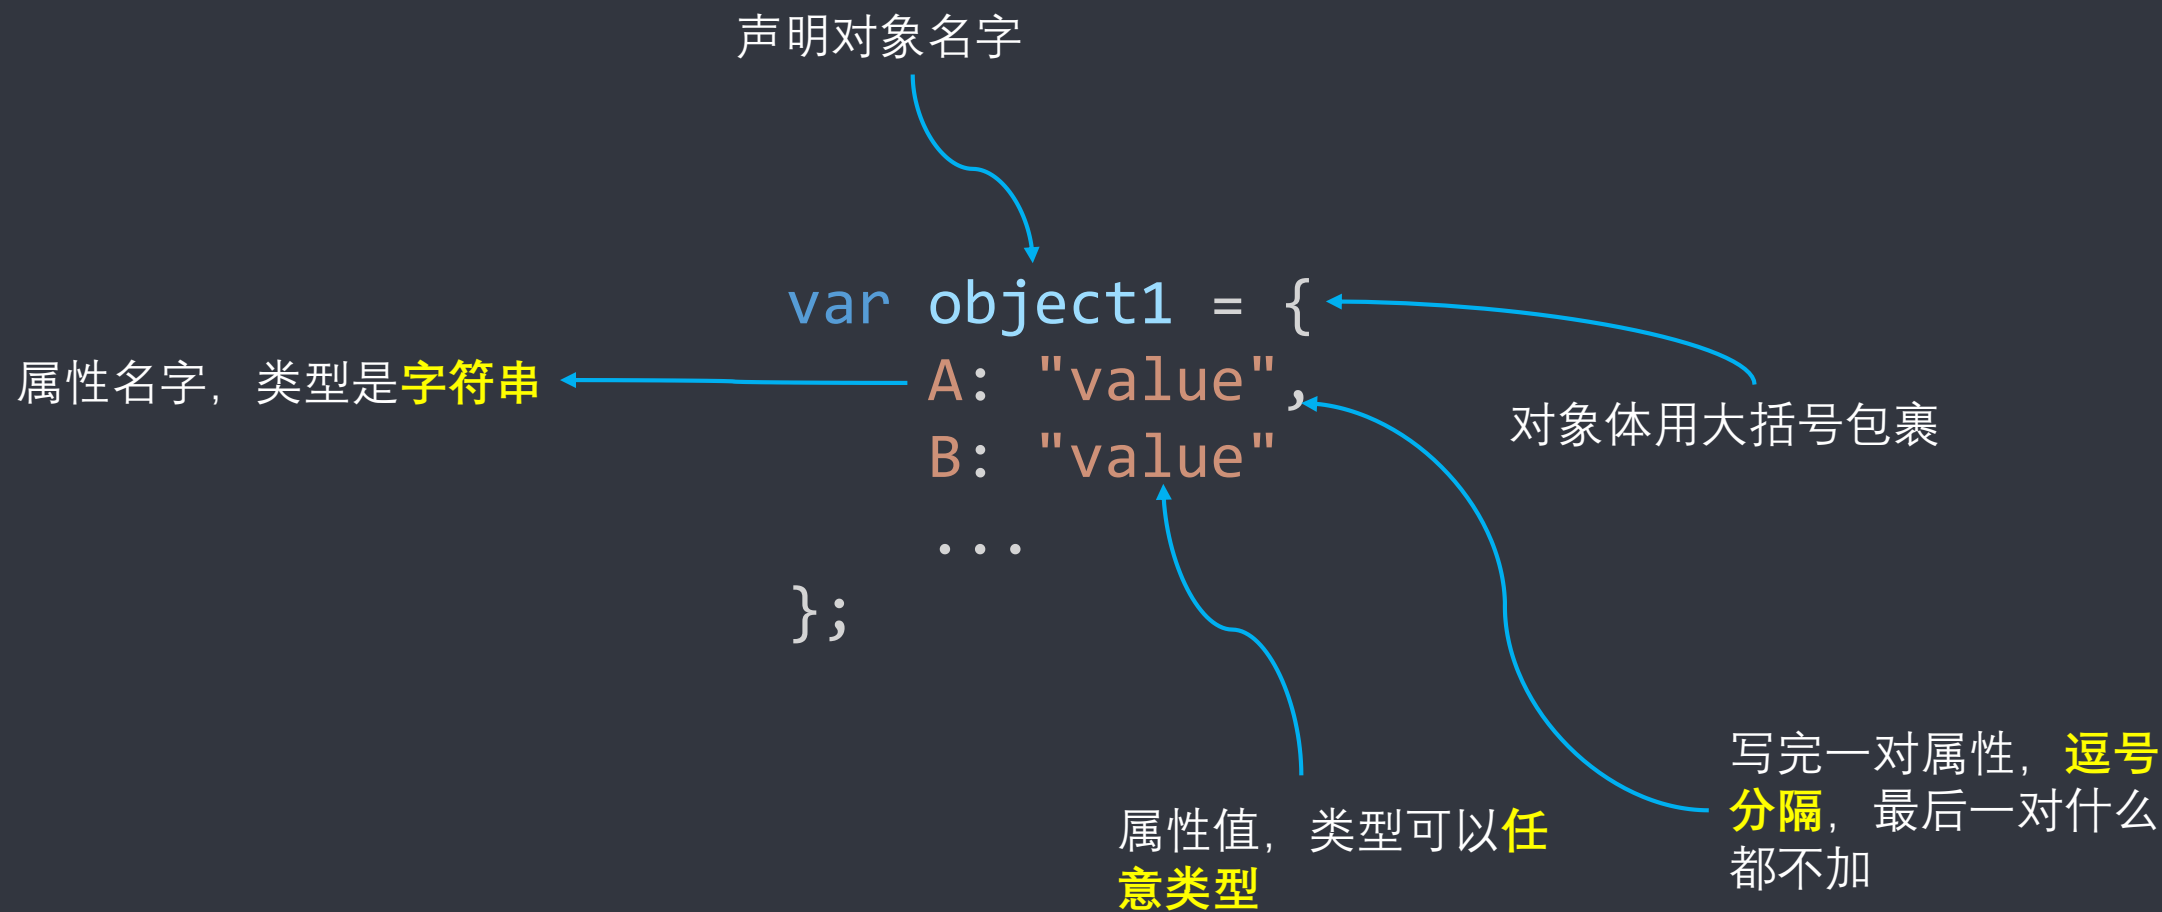 声明对象名字
var object1 = {
属性名字，类型是字符串
A: "value",
对象体用大括号包裹
B: "value"
...
};
属性值，类型可以任
意类型
写完一对属性，逗号
分隔，最后一对什么
都不加